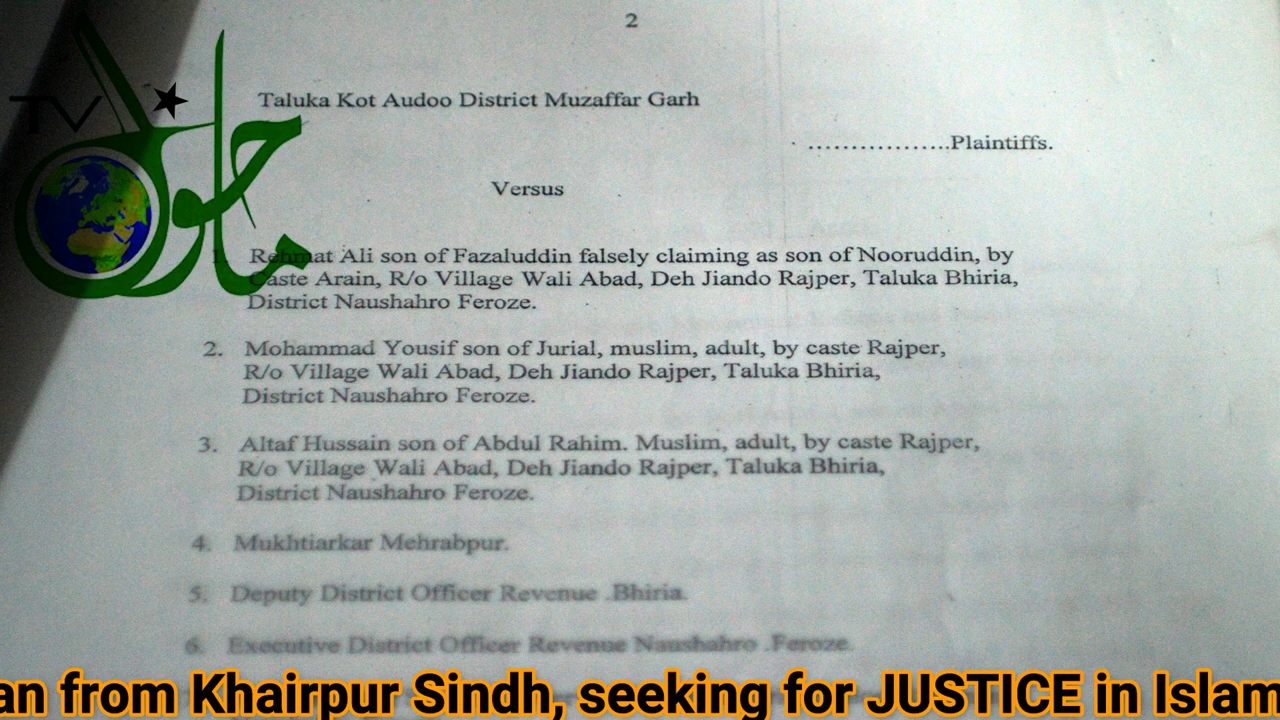 2
TV
ماحول
Taluka Kot Audoo District Muzaffar Garh
..................Plaintiffs.
Versus
1. Rehmat Ali son of Fazaluddin falsely claiming as son of Nooruddin, by
Caste Arain, R/o Village Wali Abad, Deh Jiando Rajper, Taluka Bhiria,
District Naushahro Feroze.
2. Mohammad Yousif son of Jurial, muslim, adult, by caste Rajper,
R/o Village Wali Abad, Deh Jiando Rajper, Taluka Bhiria,
District Naushahro Feroze.
3. Altaf Hussain son of Abdul Rahim. Muslim, adult, by caste Rajper,
R/o Village Wali Abad, Deh Jiando Rajper, Taluka Bhiria,
District Naushahro Feroze.
4. Mukhtiarkar Mehrabpur.
5. Deputy District Officer Revenue .Bhiria.
6. Executive District Officer Revenue Naushahro .Feroze.
an from Khairpur Sindh, seeking for JUSTICE in Islam